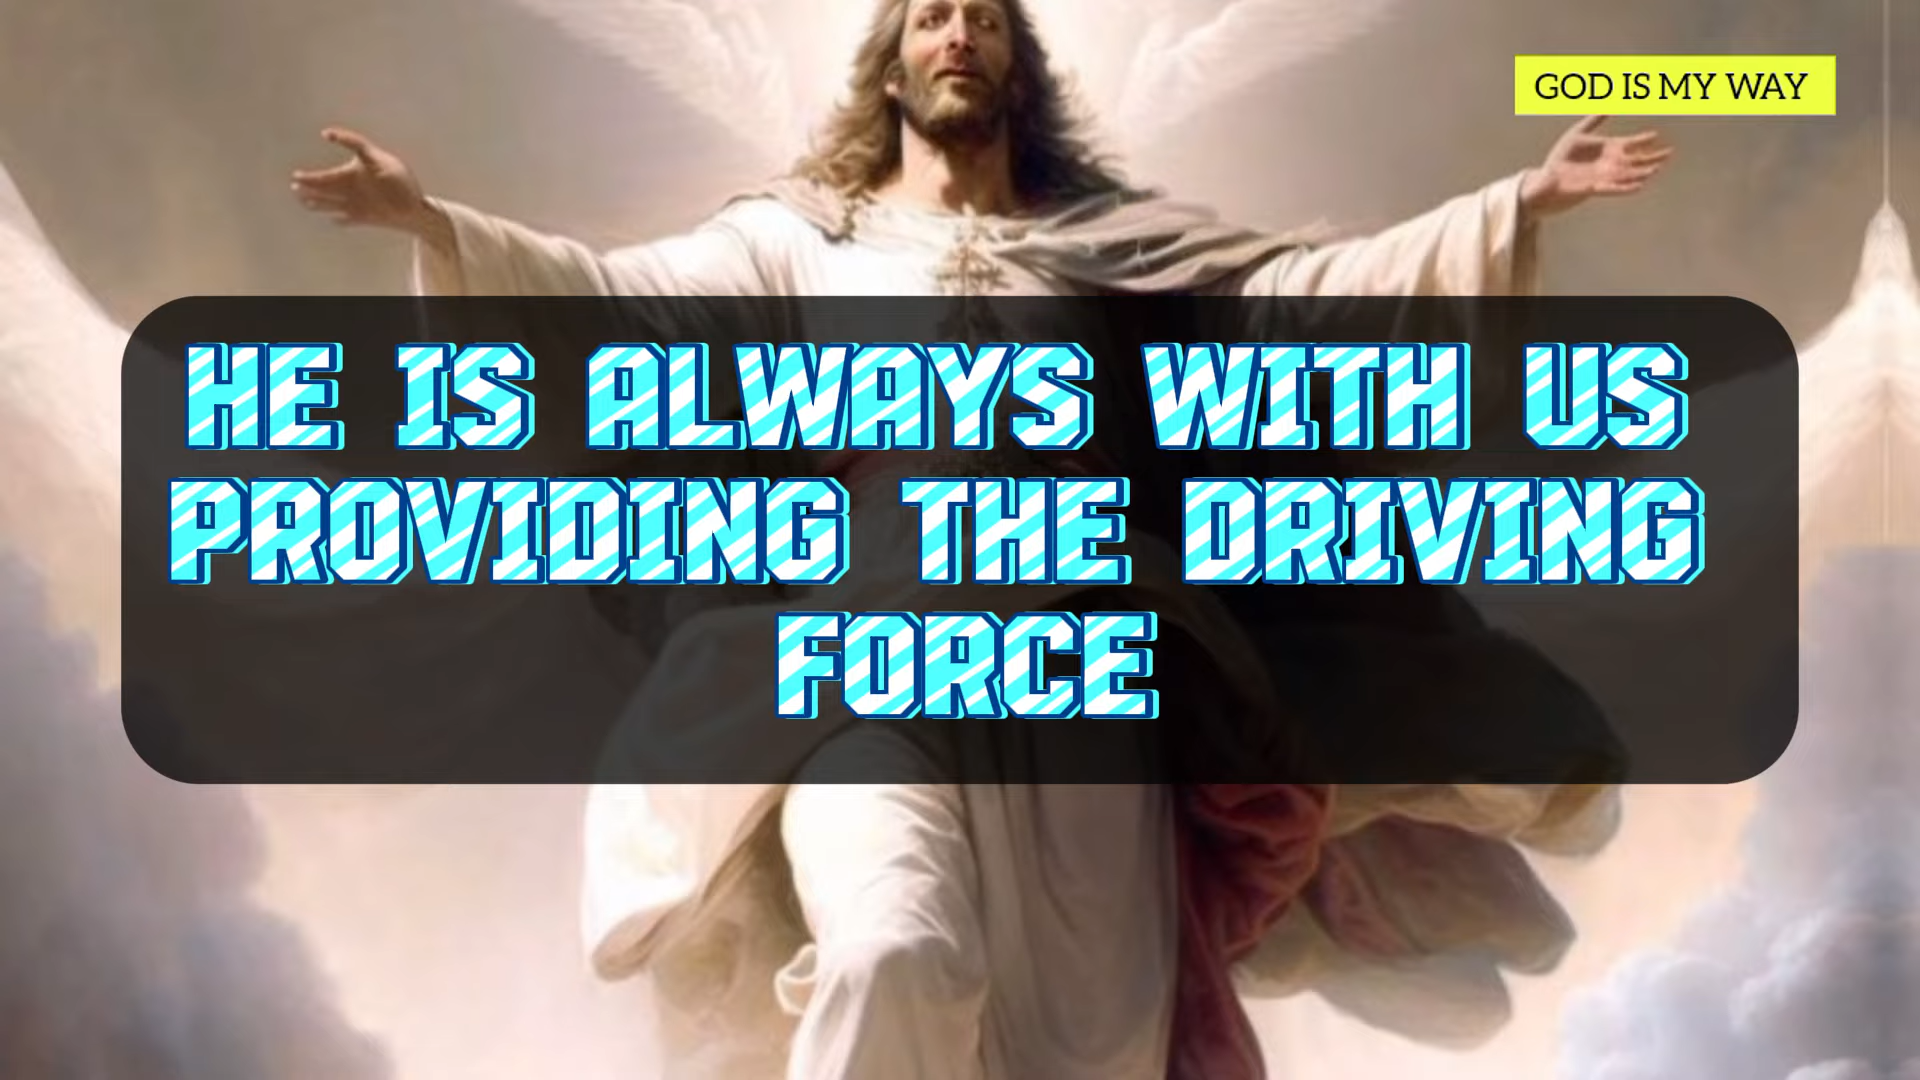 GOD IS MY WAY
HE IS ALWAYS WITH US
PROVIDING THE DRIVING
FORCE